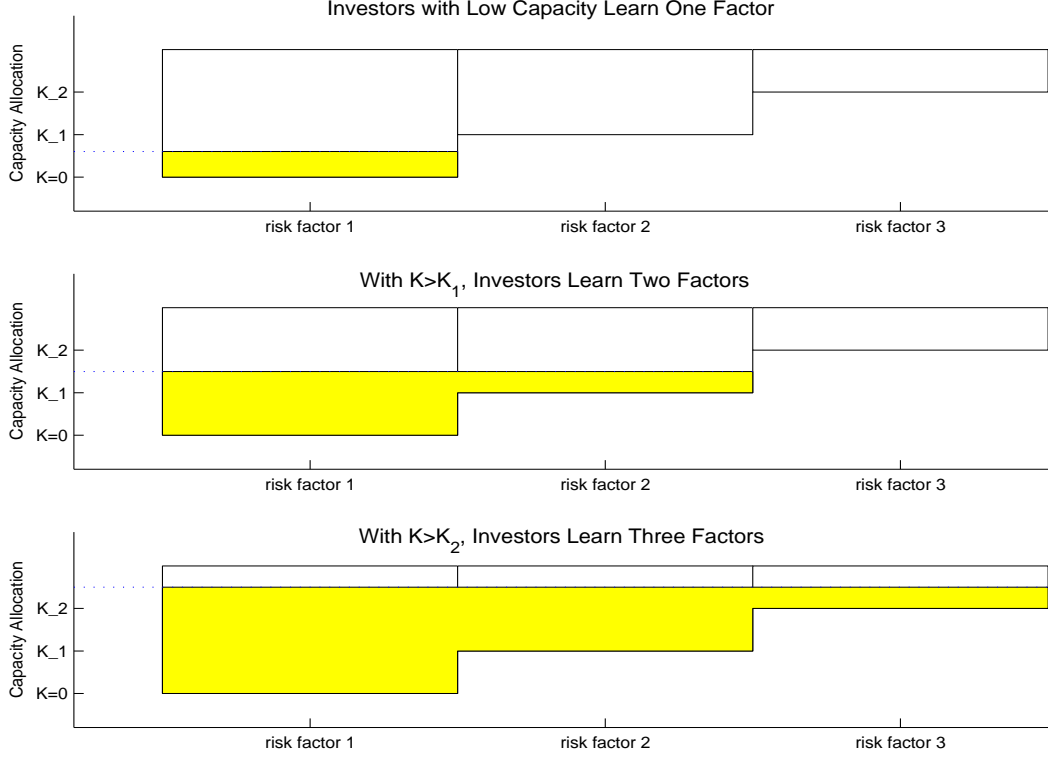 Investors with Low Capacity Learn One Factor
Capacity Allocation
K_2
K_1
K=0
risk factor 1 risk factor 2 risk factor 3
With K>K1, Investors Learn Two Factors
Capacity Allocation
K_2
K_1
K=0
risk factor 1 risk factor 2 risk factor 3
With K>K2, Investors Learn Three Factors
Capacity Allocation
K_2
K_1
K=0
risk factor 1 risk factor 2 risk factor 3